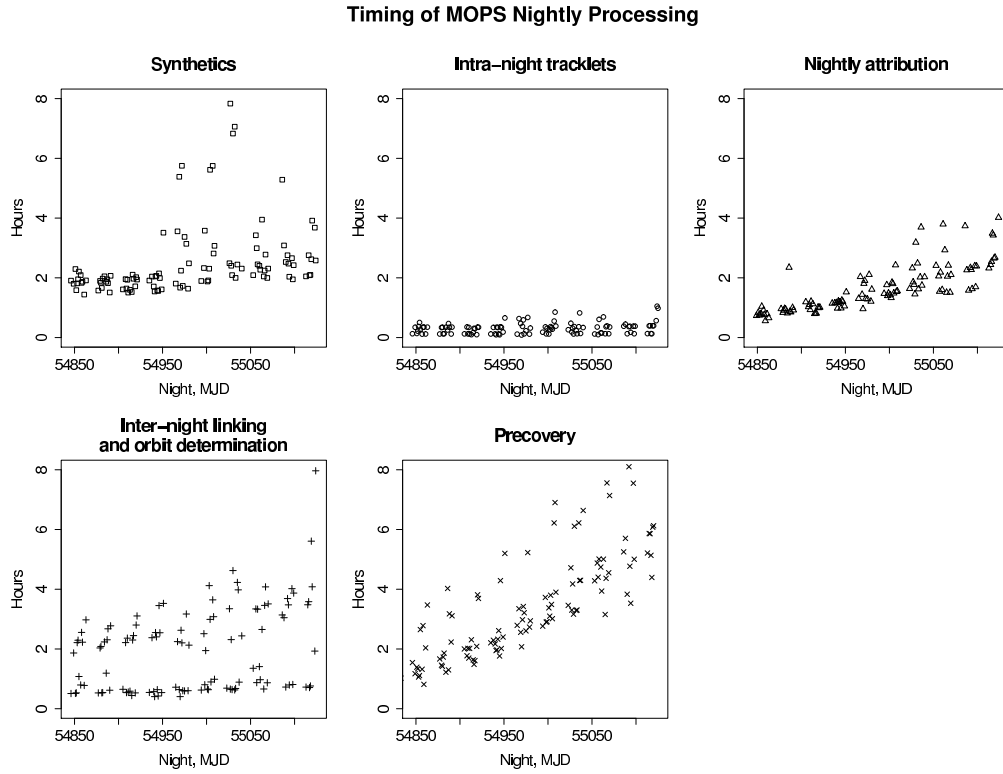 Timing of MOPS Nightly Processing
Synthetics
Hours
0
2
4
6
8
54850
54950
55050
Night, MJD
Intra−night tracklets
Hours
0
2
4
6
8
54850
54950
55050
Night, MJD
Nightly attribution
Hours
0
2
4
6
8
54850
54950
55050
Night, MJD
Inter−night linking
and orbit determination
Hours
0
2
4
6
8
54850
54950
55050
Night, MJD
Precovery
Hours
0
2
4
6
8
54850
54950
55050
Night, MJD